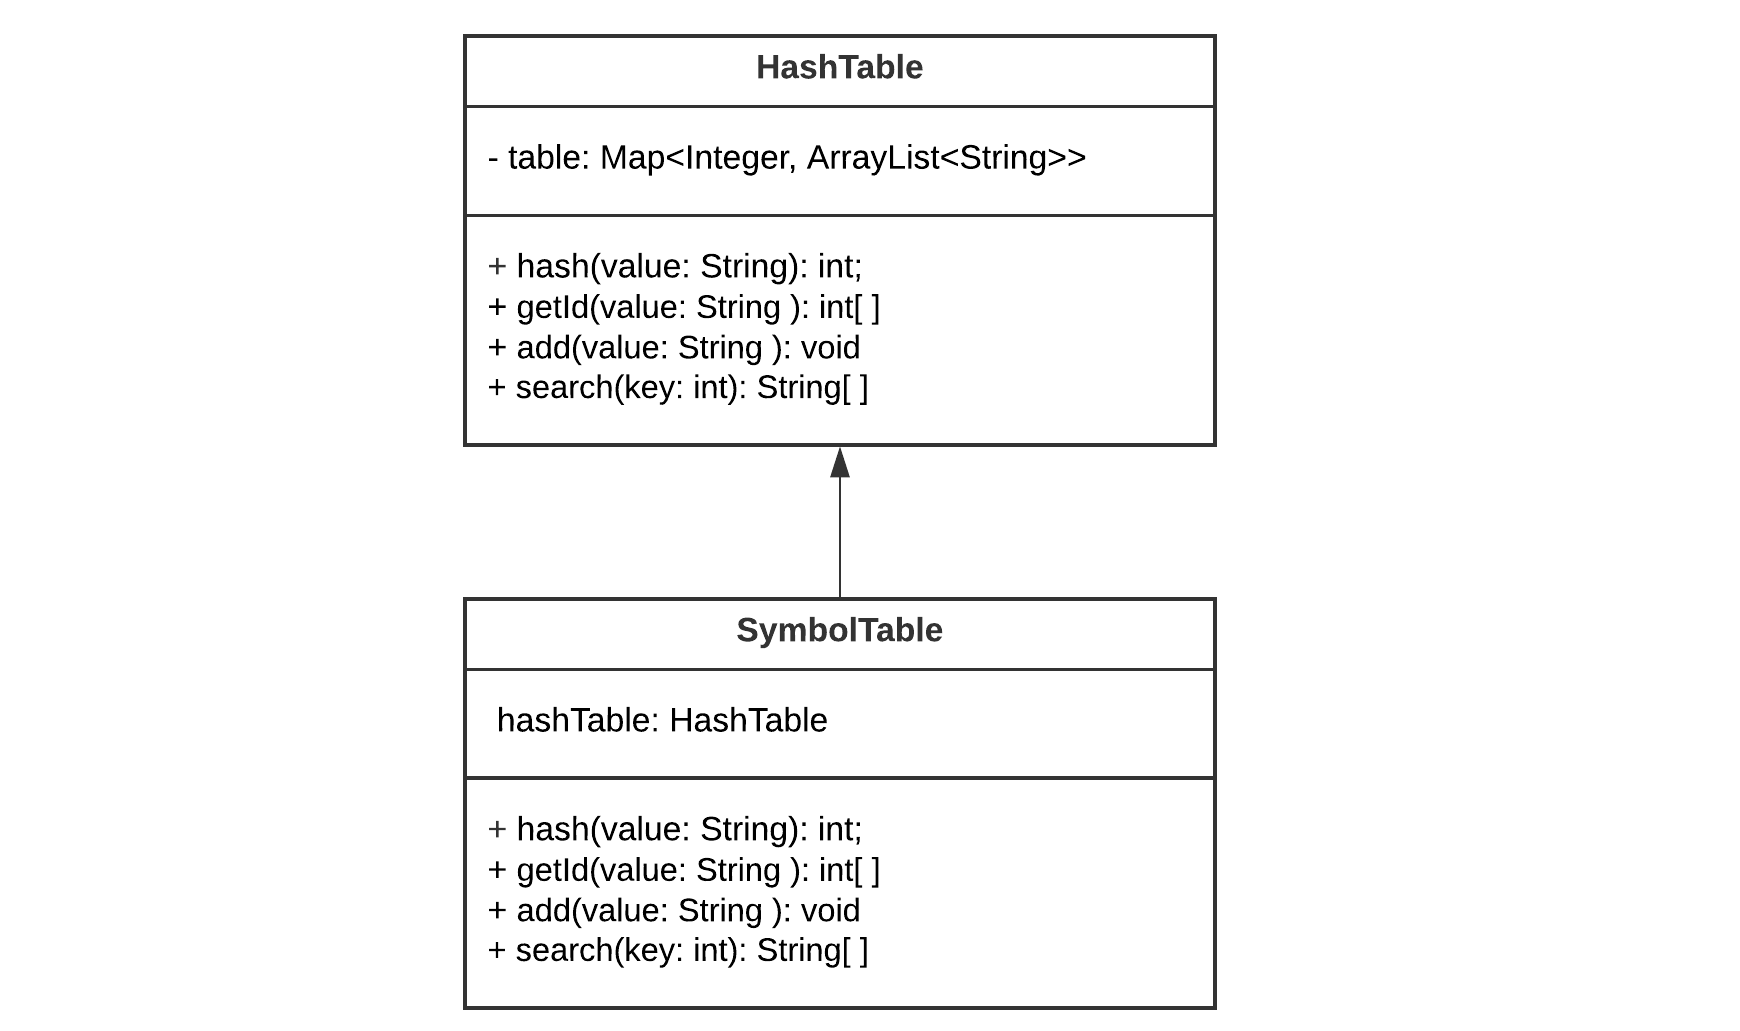 HashTable
- table: Map<Integer, ArrayList<String>>
+ hash(value: String): int;
+ getId(value: String ): int[ ]
+ add(value: String ): void
+ search(key: int): String[ ]
SymbolTable
hashTable: HashTable
+ hash(value: String): int;
+ getId(value: String ): int[ ]
+ add(value: String ): void
+ search(key: int): String[ ]